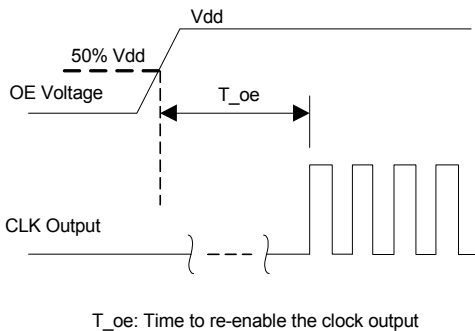 Vdd
50% Vdd
OE Voltage
T_oe
CLK Output
T_oe: Time to re-enable the clock output